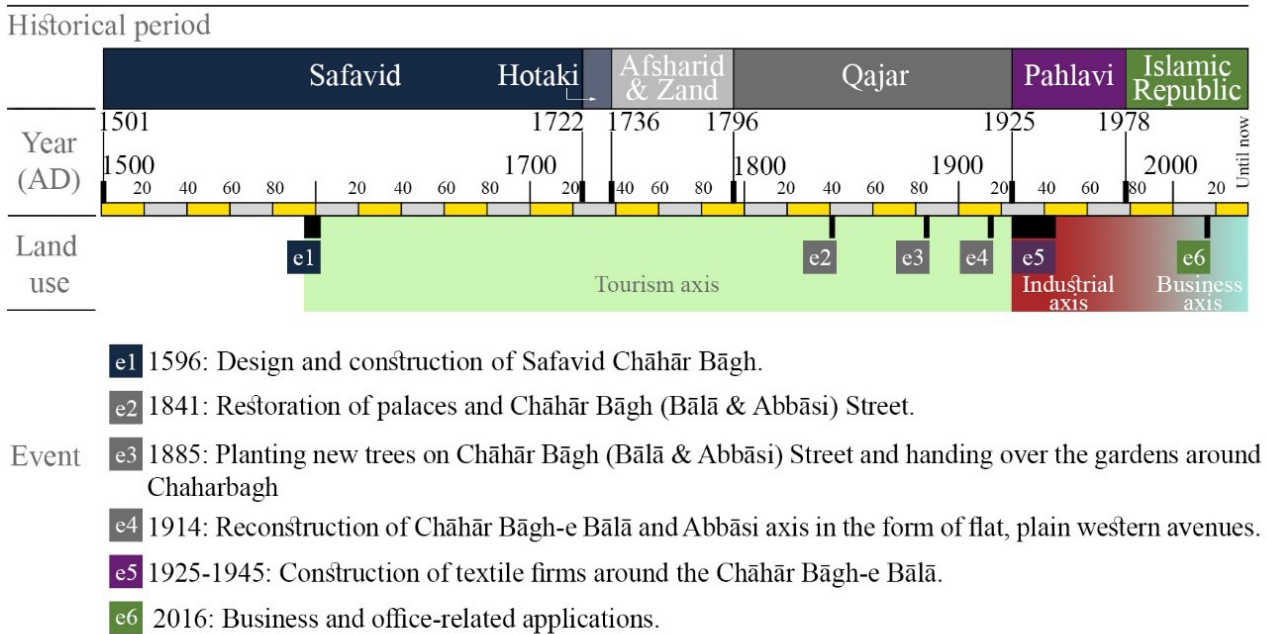 Historical period
Safavid
Hotaki
Afsharid
& Zand
Qajar
Pahlavi
Islamic
Republic
Year
(AD)
1501
1722
1736
1796
1925
1978
Until now
1500
1700
1800
1900
2000
20 40 60 80 20 40 60 80 20 40 60 80 20 40 60 80 20 40 60 80 20
Land
use
e1
e2
e3
e4
e5
e6
Tourism axis
Industrial
axis
Business
axis
Event
e1 1596: Design and construction of Safavid Chāhār Bāgh.
e2 1841: Restoration of palaces and Chāhār Bāgh (Bālā & Abbāsi) Street.
e3 1885: Planting new trees on Chāhār Bāgh (Bālā & Abbāsi) Street and handing over the gardens around
Chaharbagh
e4 1914: Reconstruction of Chāhār Bāgh-e Bālā and Abbāsi axis in the form of flat, plain western avenues.
e5 1925-1945: Construction of textile firms around the Chāhār Bāgh-e Bālā.
e6 2016: Business and office-related applications.